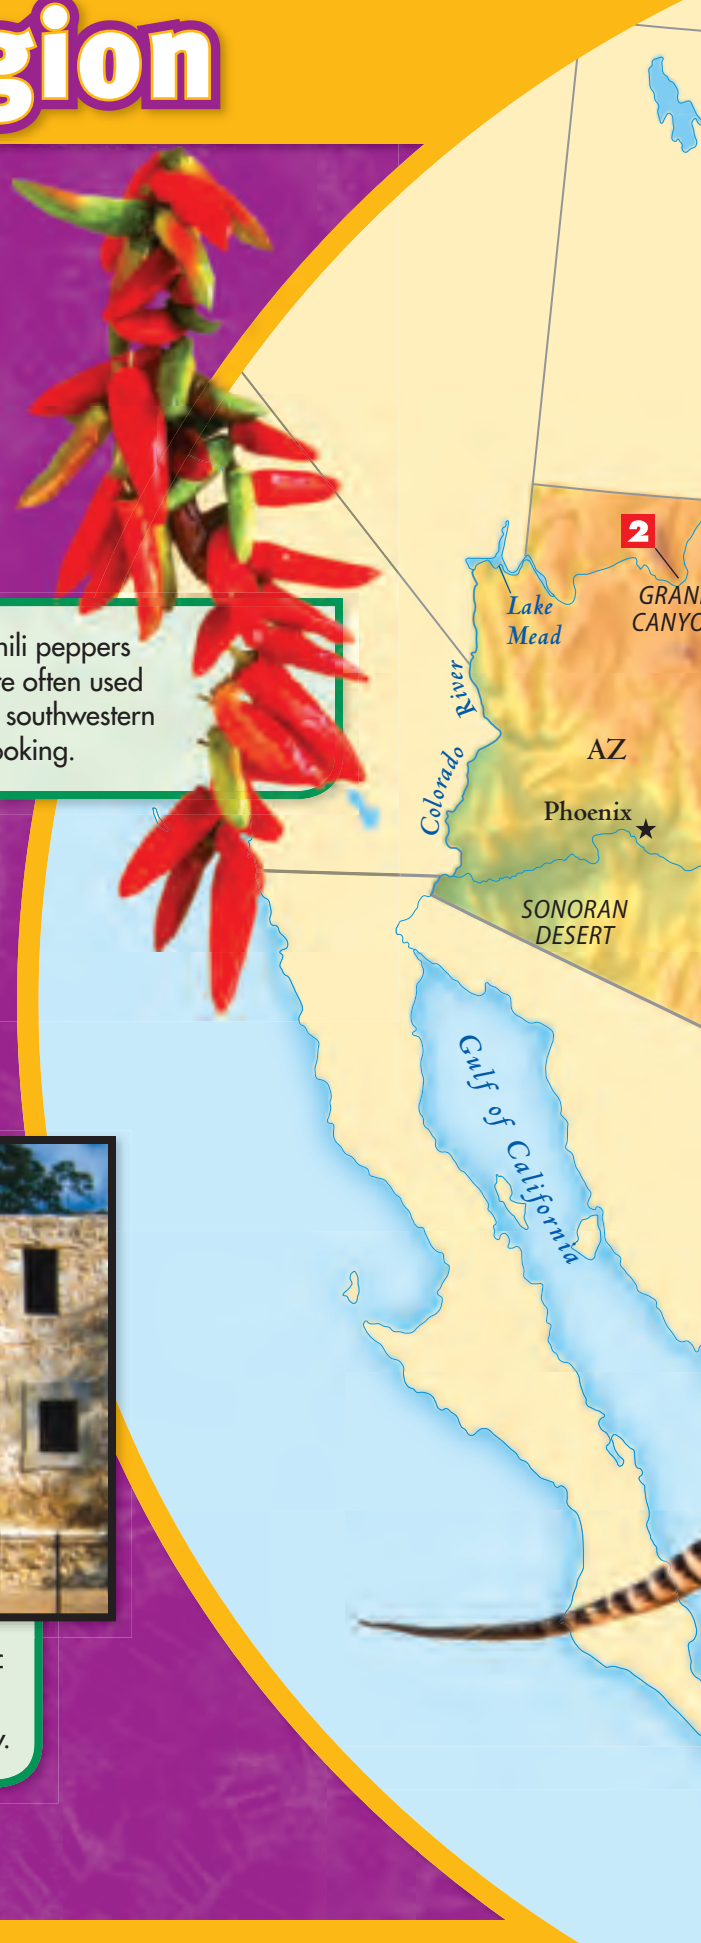 gion
hili peppers
re often used
southwestern
ooking.
2
GRAN
CANYO
Lake
Mead
Colorado River
AZ
Phoenix
SONORAN
DESERT
Gulf of California
y.